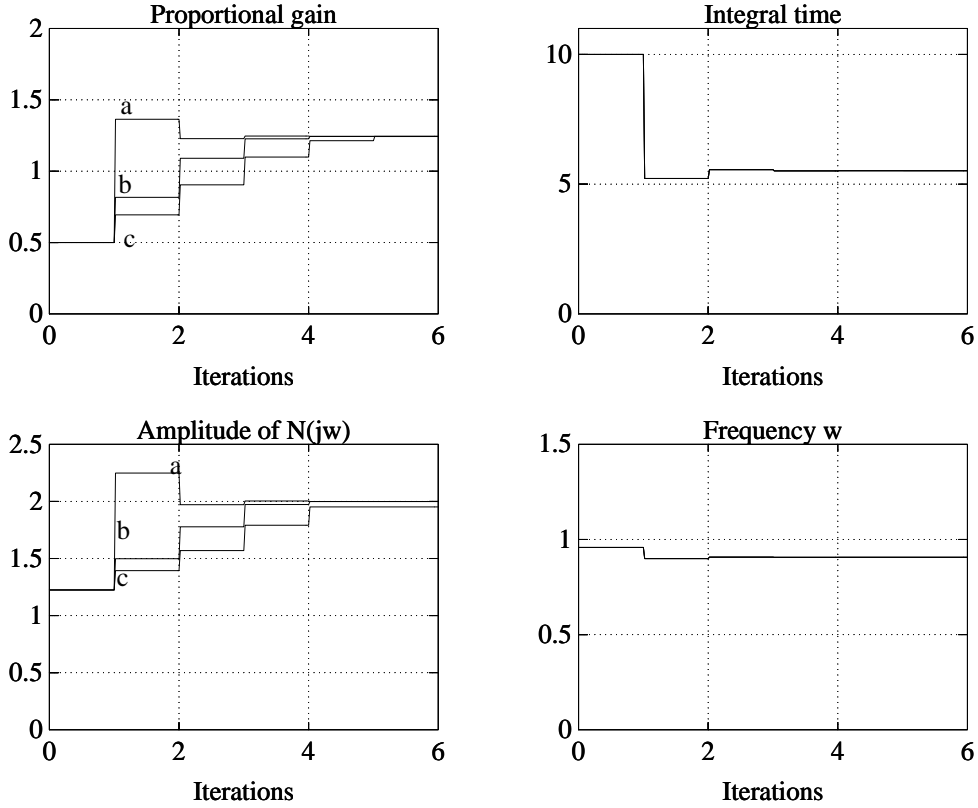 Proportional gain
2
1.5
1
0.5
0
a
b
c
0 2 4 6
Iterations
Integral time
10
5
0
0 2 4 6
Iterations
Amplitude of N(jw)
2.5
2
1.5
1
0.5
0
a
b
c
0 2 4 6
Iterations
Frequency w
1.5
1
0.5
0
0 2 4 6
Iterations